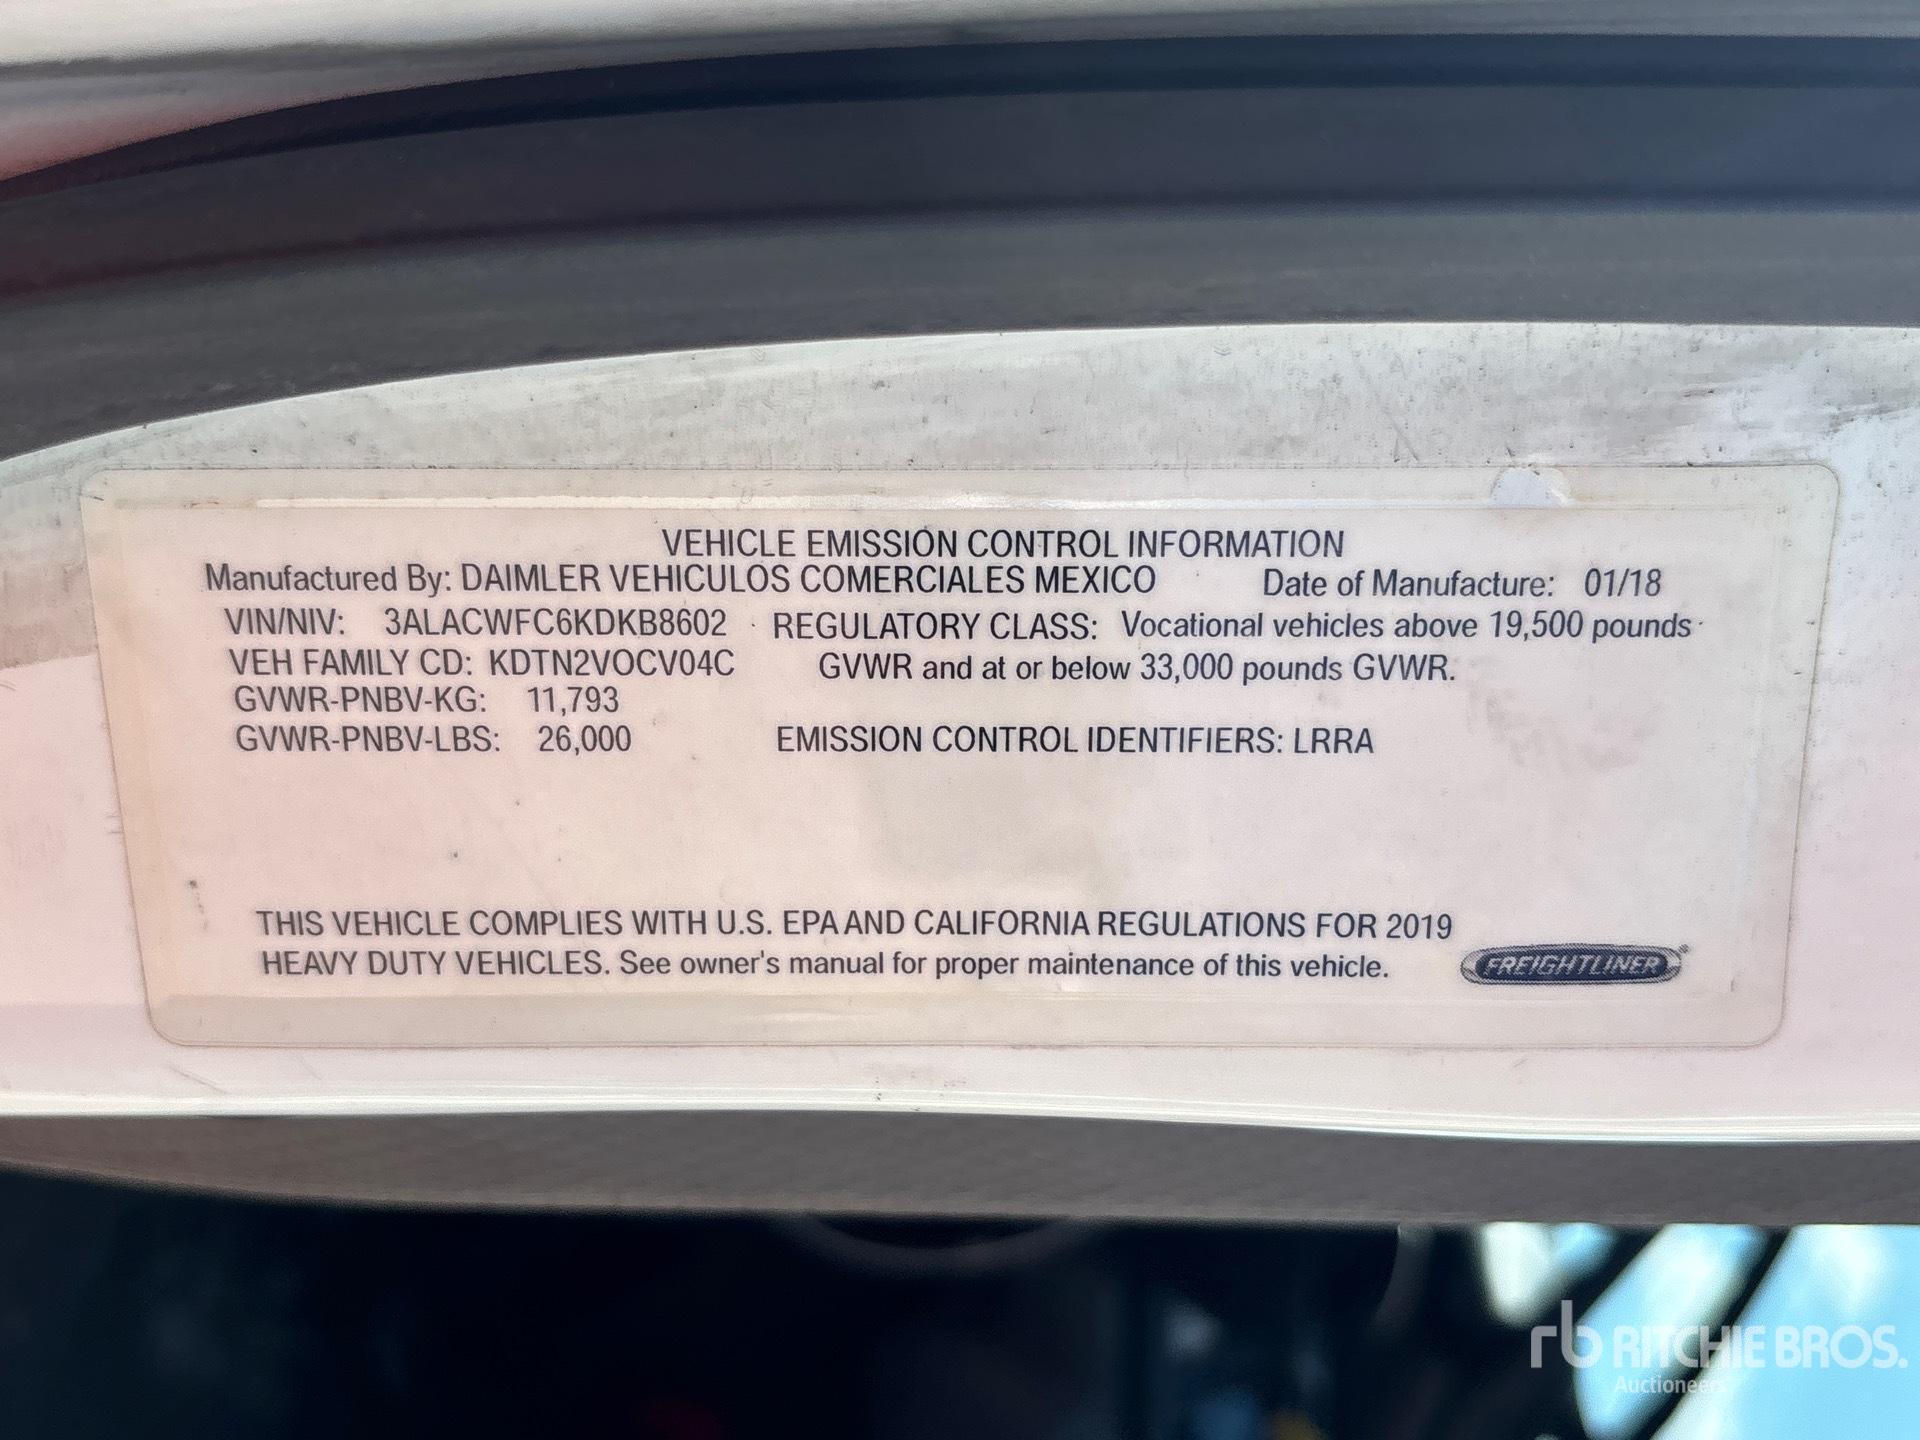 VEHICLE EMISSION CONTROL INFORMATION
Manufactured By: DAIMLER VEHICULOS COMERCIALES MEXICO Date of Manufacture: 01/18
VIN/NIV: 3ALACWFC6KDKB8602 REGULATORY CLASS: Vocational vehicles above 19,500 pounds
VEH FAMILY CD: KDTN2VOCV04C GVWR and at or below 33,000 pounds GVWR.
GVWR-PNBV-KG: 11,793
GVWR-PNBV-LBS: 26,000 EMISSION CONTROL IDENTIFIERS: LRRA
THIS VEHICLE COMPLIES WITH U.S. EPA AND CALIFORNIA REGULATIONS FOR 2019
HEAVY DUTY VEHICLES. See owner's manual for proper maintenance of this vehicle.
FREIGHTLINER
rb RITCHIE BROS.
Auctioneers